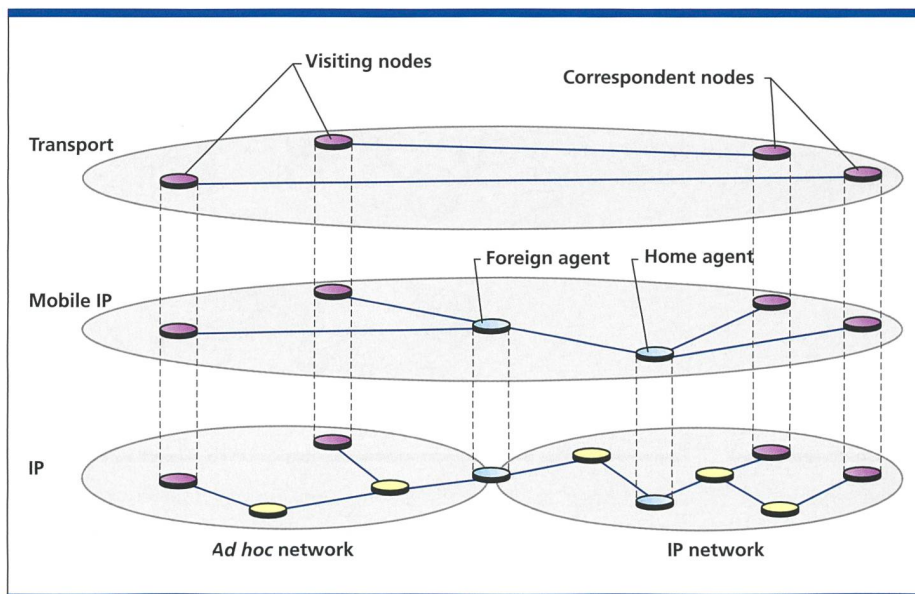 Visiting nodes
Correspondent nodes
Transport
Foreign agent
Home agent
Mobile IP
IP
Ad hoc network
IP network